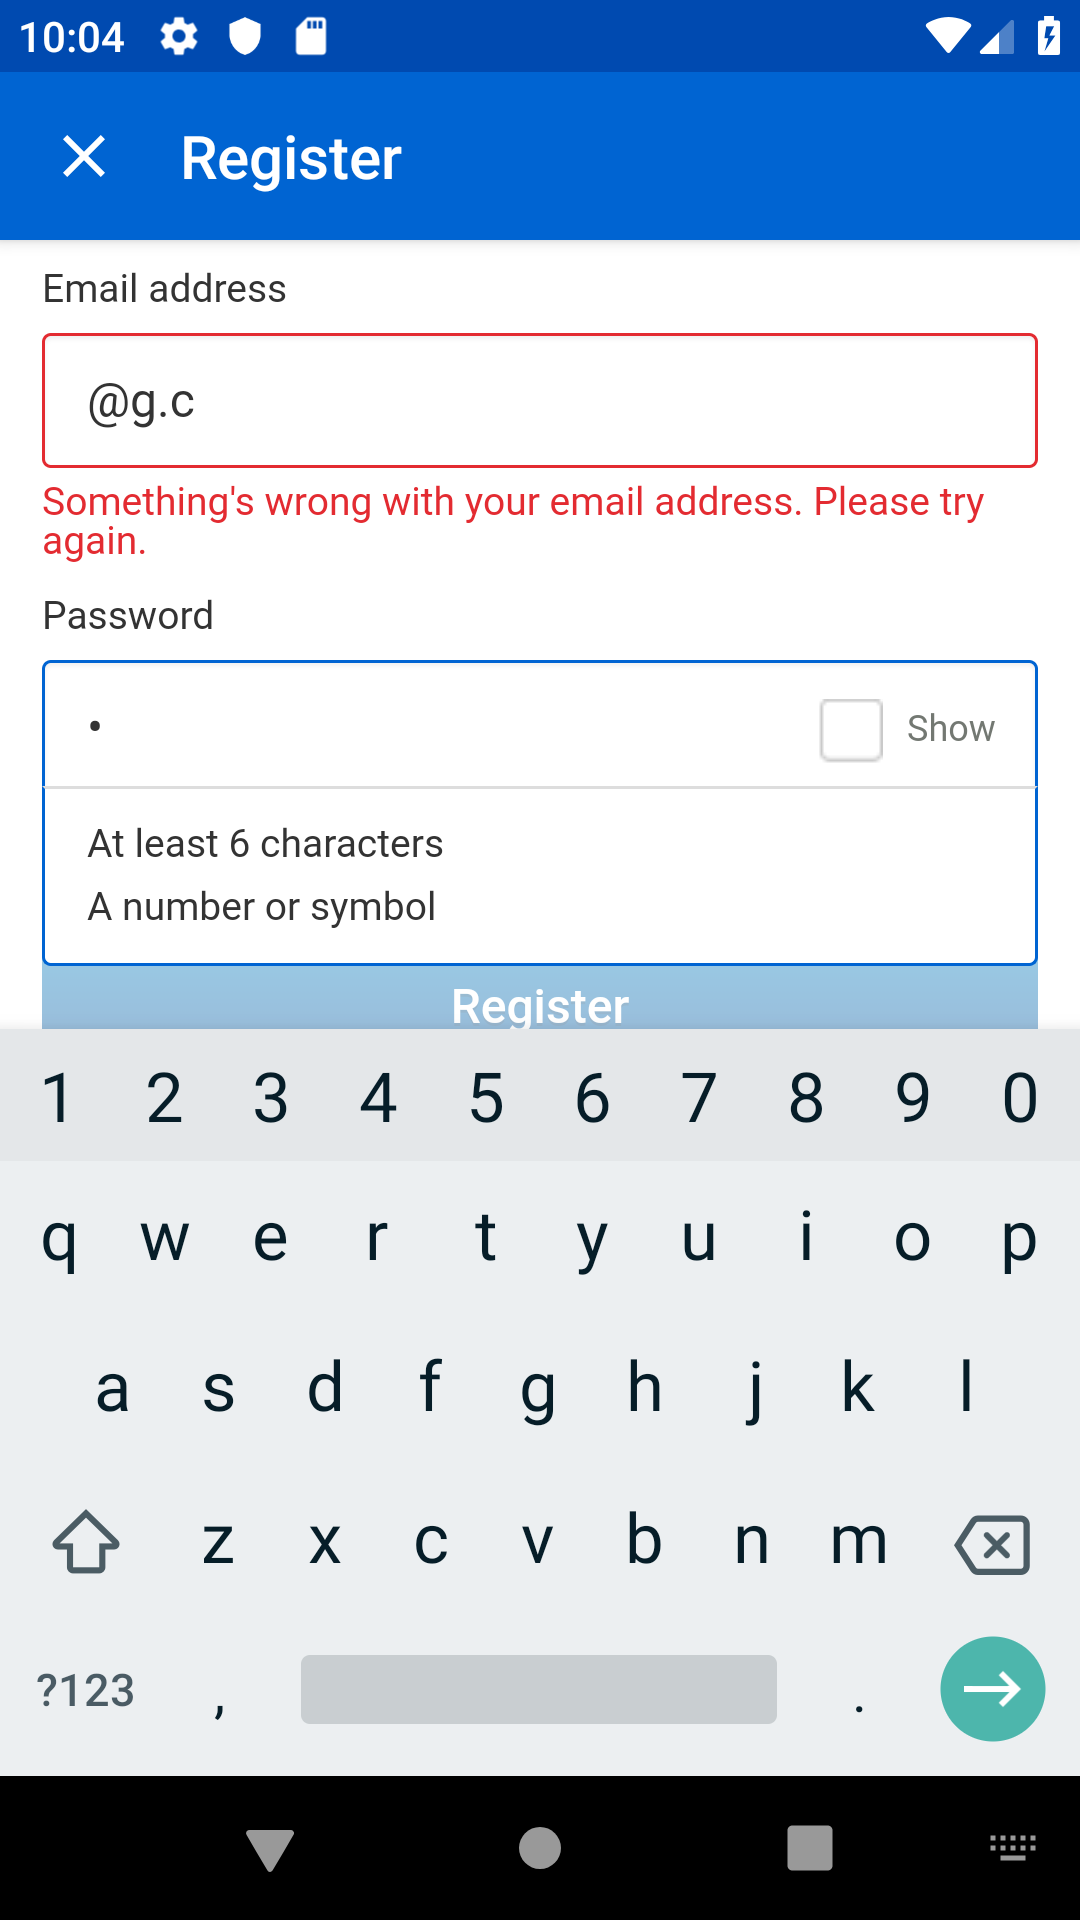 10:04
Register
Email address
@g.c
Something's wrong with your email address. Please try
again.
Password
•
Show
At least 6 characters
A number or symbol
Register
1 2 3 4 5 6 7 8 9 0
q w e r t y u i o p
a s d f g h j k l
z x c v b n m
?123 , .